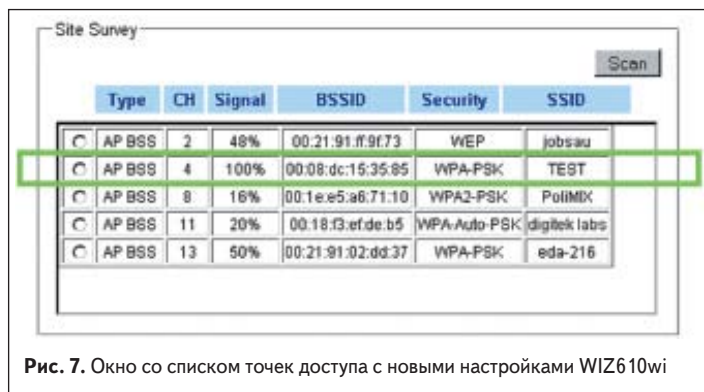 Site Survey
Scan
Type CH Signal BSSID Security SSID
AP BSS 2 48% 00:21:91:ff:9f:73 WEP jobsau
AP BSS 4 100% 00:08:dc:15:35:85 WPA-PSK TEST
AP BSS 8 16% 00:1e:e5:a6:71:10 WPA2-PSK PoliMIX
AP BSS 11 20% 00:18:f3:ef:de:b5 WPA-Auto-PSK digitek labs
AP BSS 13 50% 00:21:91:02:dd:37 WPA-PSK eda-216
Рис. 7. Окно со списком точек доступа с новыми настройками WIZ610wi